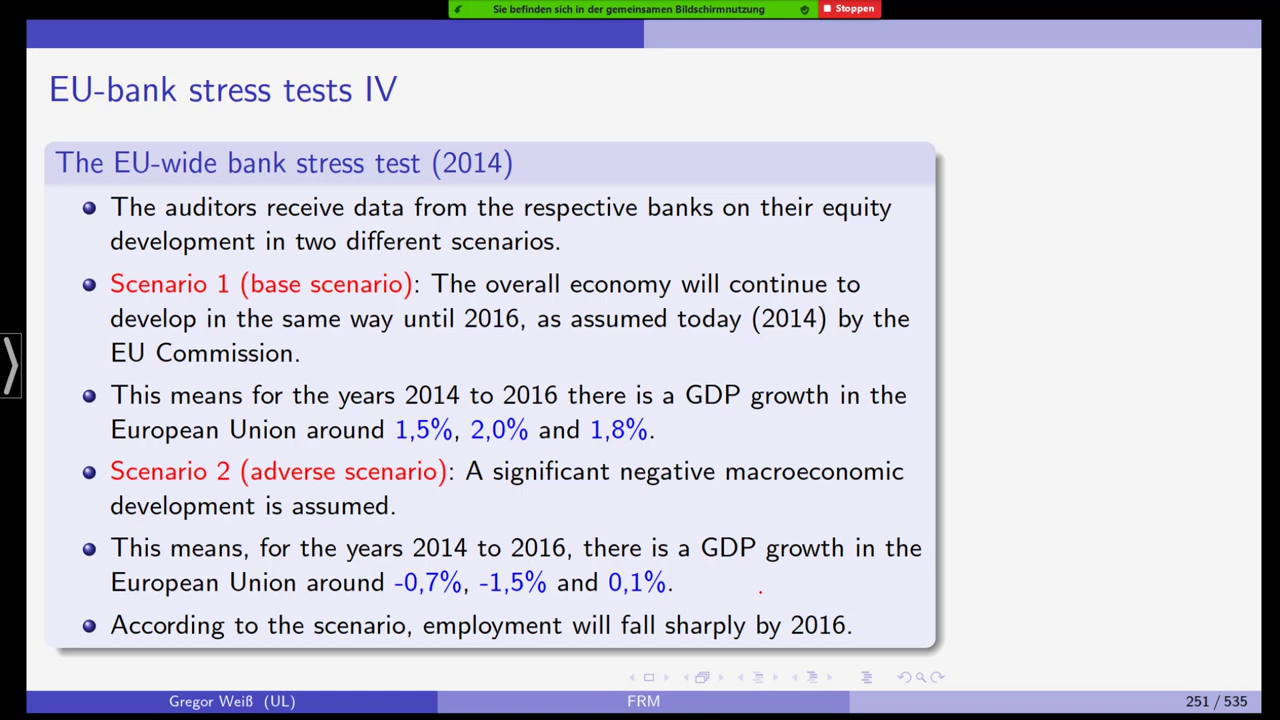 Sie befinden sich in der gemeinsamen Bildschirmnutzung
Stoppen
EU-bank stress tests IV
The EU-wide bank stress test (2014)
The auditors receive data from the respective banks on their equity
development in two different scenarios.
Scenario 1 (base scenario): The overall economy will continue to
develop in the same way until 2016, as assumed today (2014) by the
EU Commission.
This means for the years 2014 to 2016 there is a GDP growth in the
European Union around 1,5%, 2,0% and 1,8%.
Scenario 2 (adverse scenario): A significant negative macroeconomic
development is assumed.
This means, for the years 2014 to 2016, there is a GDP growth in the
European Union around -0,7%, -1,5% and 0,1%.
According to the scenario, employment will fall sharply by 2016.
Gregor Weiß (UL)
FRM
251 / 535